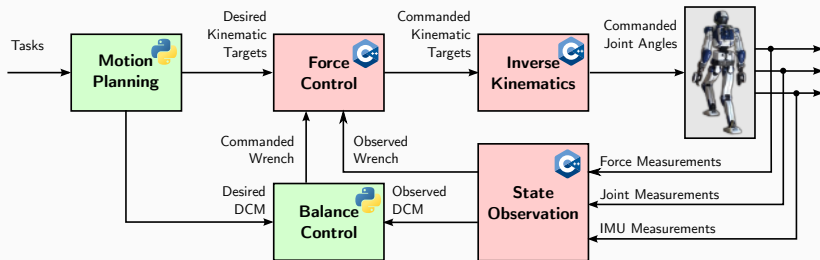 Tasks
Motion
Planning
Desired
Kinematic
Targets
Force
Control
Commanded
Kinematic
Targets
Inverse
Kinematics
Commanded
Joint Angles
Commanded
Wrench
Observed
Wrench
Force Measurements
Joint Measurements
IMU Measurements
State
Observation
Desired
DCM
Balance
Control
Observed
DCM
C++
C++
C++